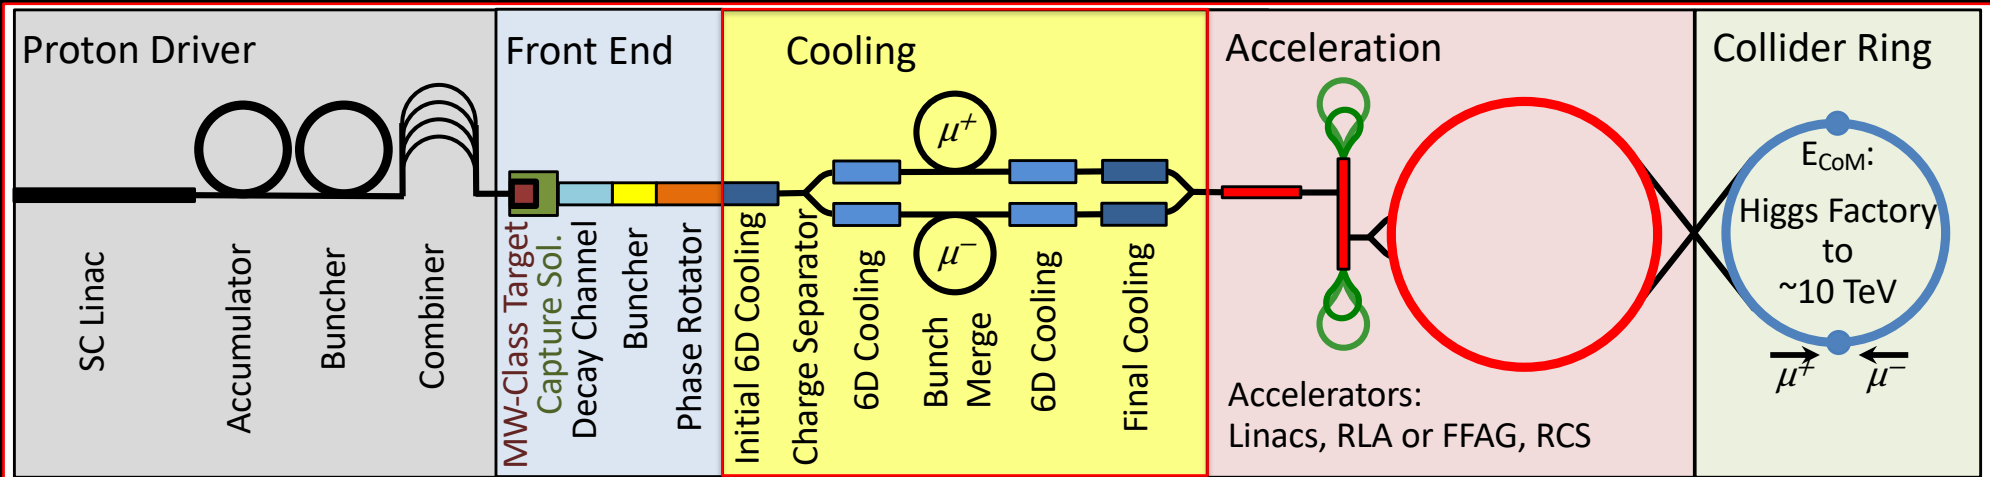 Proton Driver
SC Linac
Accumulator
Buncher
Combiner
Front End
MW-Class Target
Capture Sol.
Decay Channel
Buncher
Phase Rotator
Cooling
μ+
μ−
Initial 6D Cooling
Charge Separator
6D Cooling
Bunch
Merge
6D Cooling
Final Cooling
Acceleration
Accelerators:
Linacs, RLA or FFAG, RCS
Collider Ring
ECoM:
Higgs Factory
to
~10 TeV
μ+ μ−